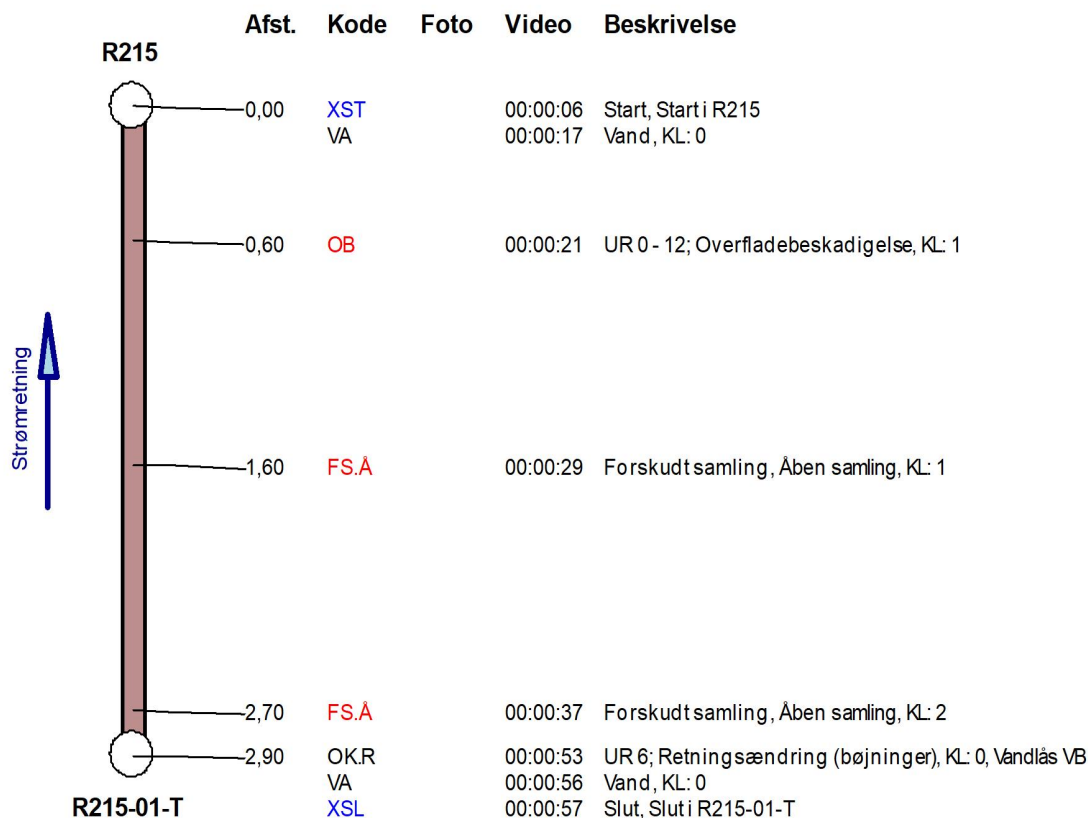 Afst. Kode Foto Video Beskrivelse
R215
0,00 XST 00:00:06 Start, Start i R215
VA 00:00:17 Vand, KL: 0
0,60 OB 00:00:21 UR 0 - 12; Overfladebeskadigelse, KL: 1
Strømretning
1,60 FS.Å 00:00:29 Forskudt samling, Åben samling, KL: 1
2,70 FS.Å 00:00:37 Forskudt samling, Åben samling, KL: 2
2,90 OK.R 00:00:53 UR 6; Retningsændring (bøjninger), KL: 0, Vandlås VB
VA 00:00:56 Vand, KL: 0
R215-01-T XSL 00:00:57 Slut, Slut i R215-01-T